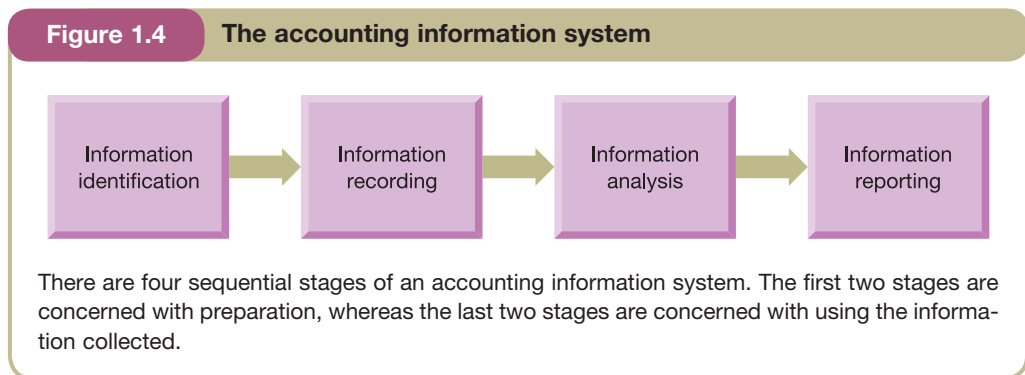 Figure 1.4 The accounting information system
Information
identification
Information
recording
Information
analysis
Information
reporting
There are four sequential stages of an accounting information system. The first two stages are
concerned with preparation, whereas the last two stages are concerned with using the informa-
tion collected.